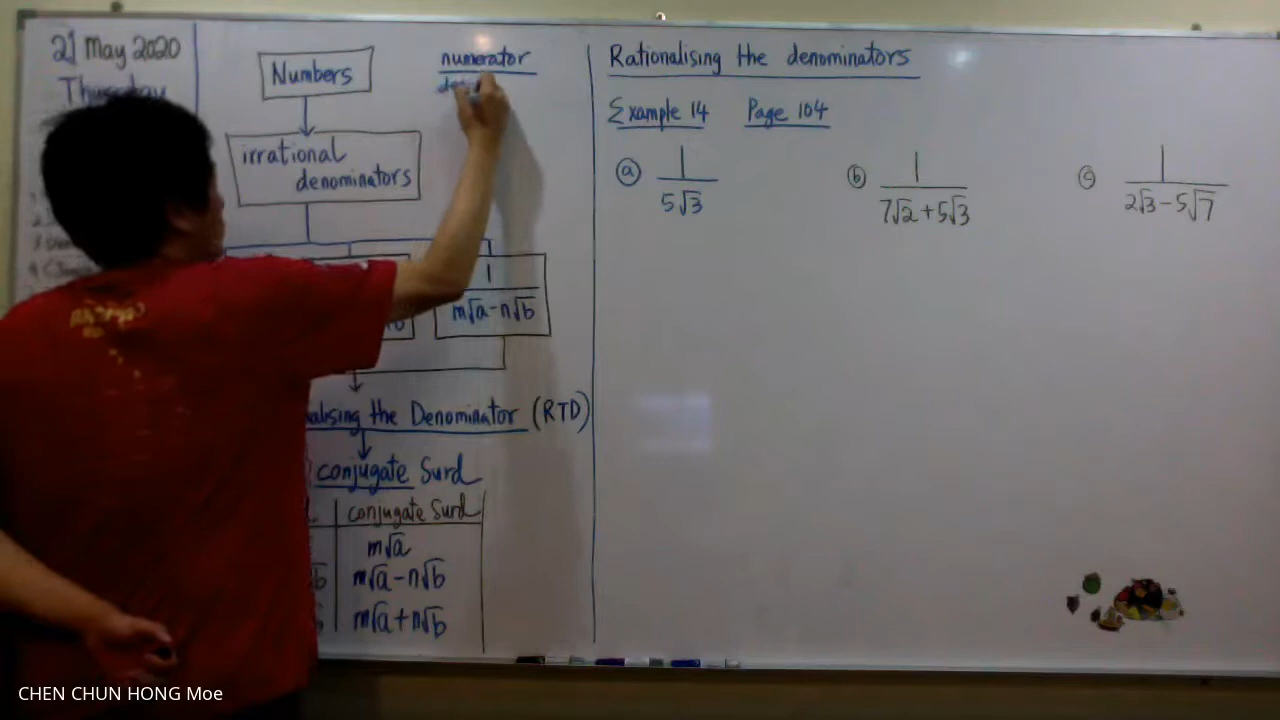 21 May 2020
Thursday
Numbers
irrational
denominators
numerator
1
m√a-n√b
the Denominator (RTD)
conjugate Surd
conjugate Surd
m√a
m√a-n√b
m√a+n√b
Rationalising the denominators
Example 14 Page 104
(a) 1
5√3
(b) 1
7√2+5√3
(c) 1
2√3-5√7
CHEN CHUN HONG Moe